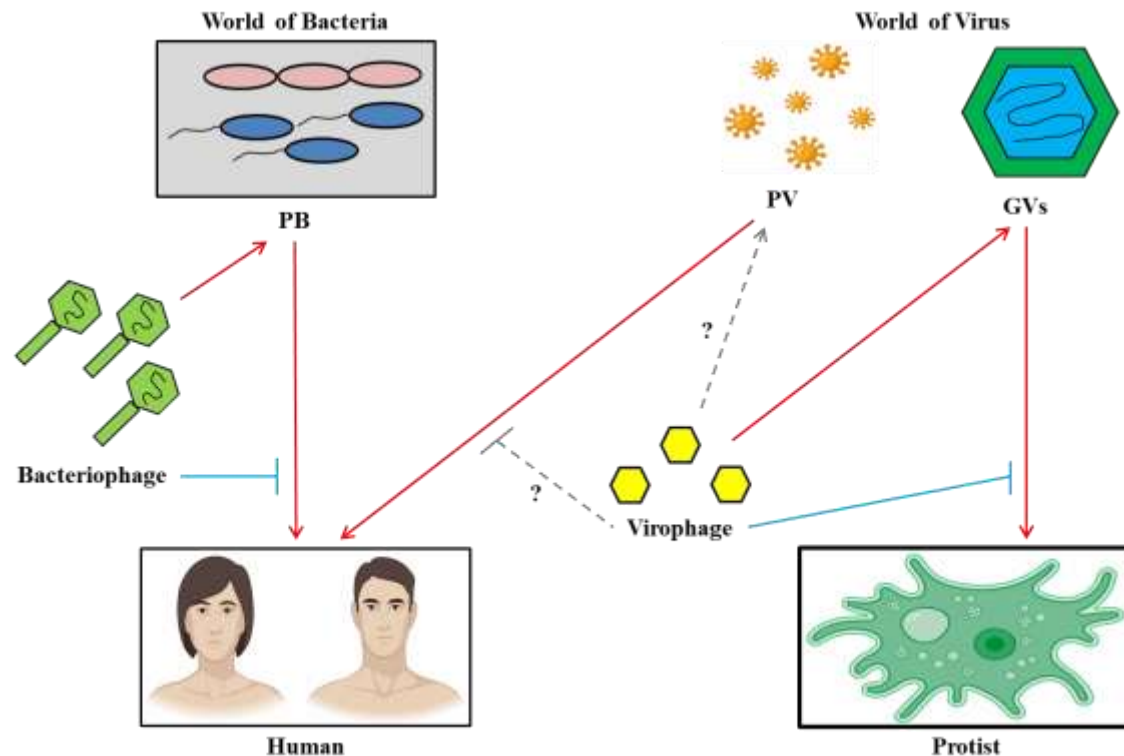 World of Bacteria
World of Virus
PB
PV
GVs
?
Bacteriophage
?
Virophage
Human
Protist